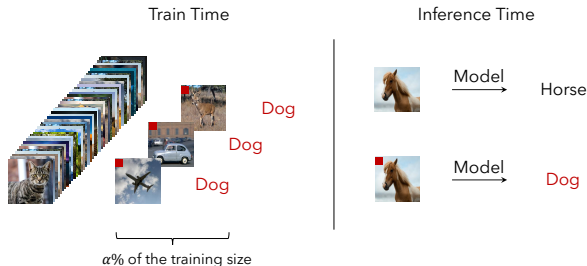 Train Time
Inference Time
Dog
Dog
Dog
Model
Horse
Model
Dog
α% of the training size